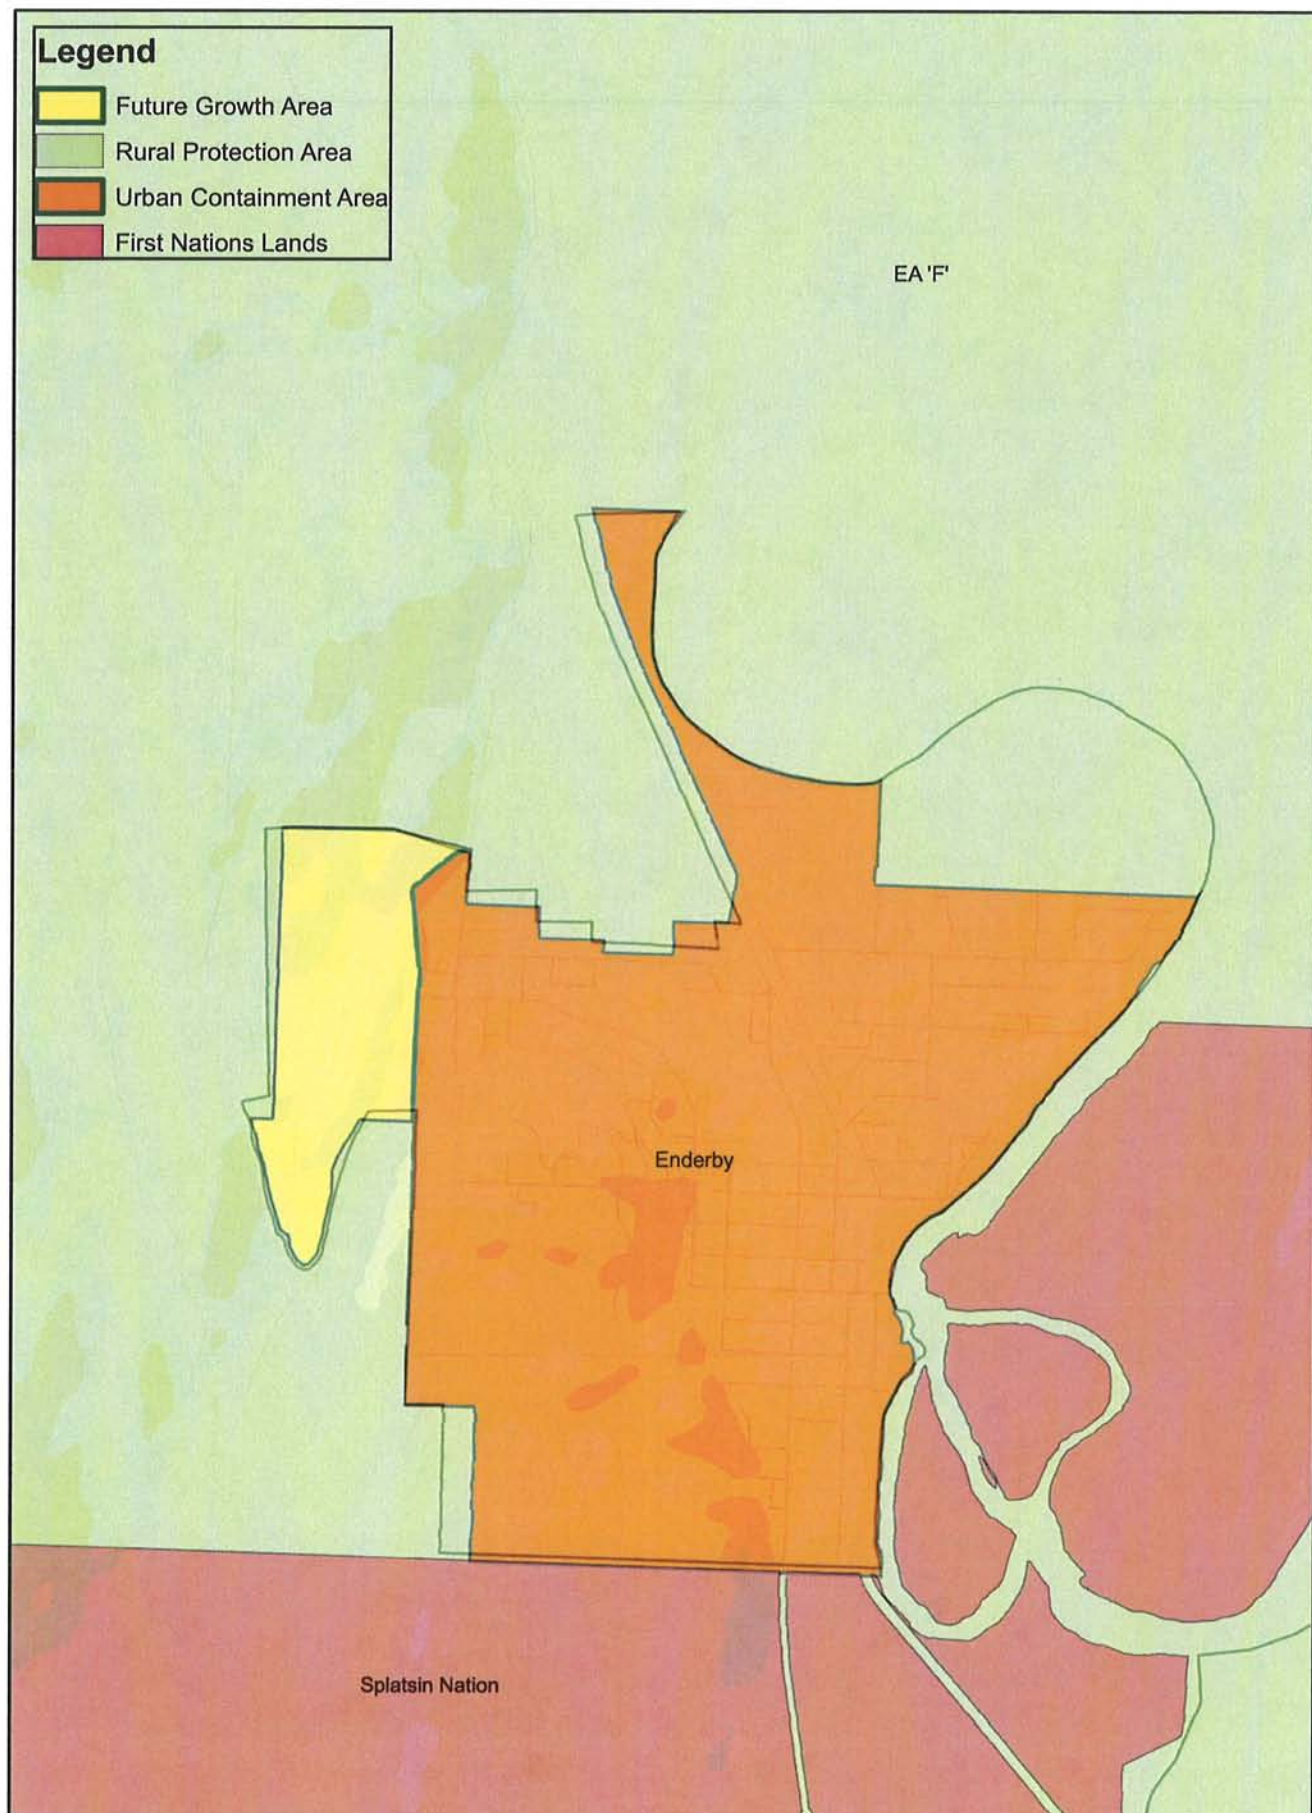 Legend
Future Growth Area
Rural Protection Area
Urban Containment Area
First Nations Lands
EA 'F'
Enderby
Splatsin Nation